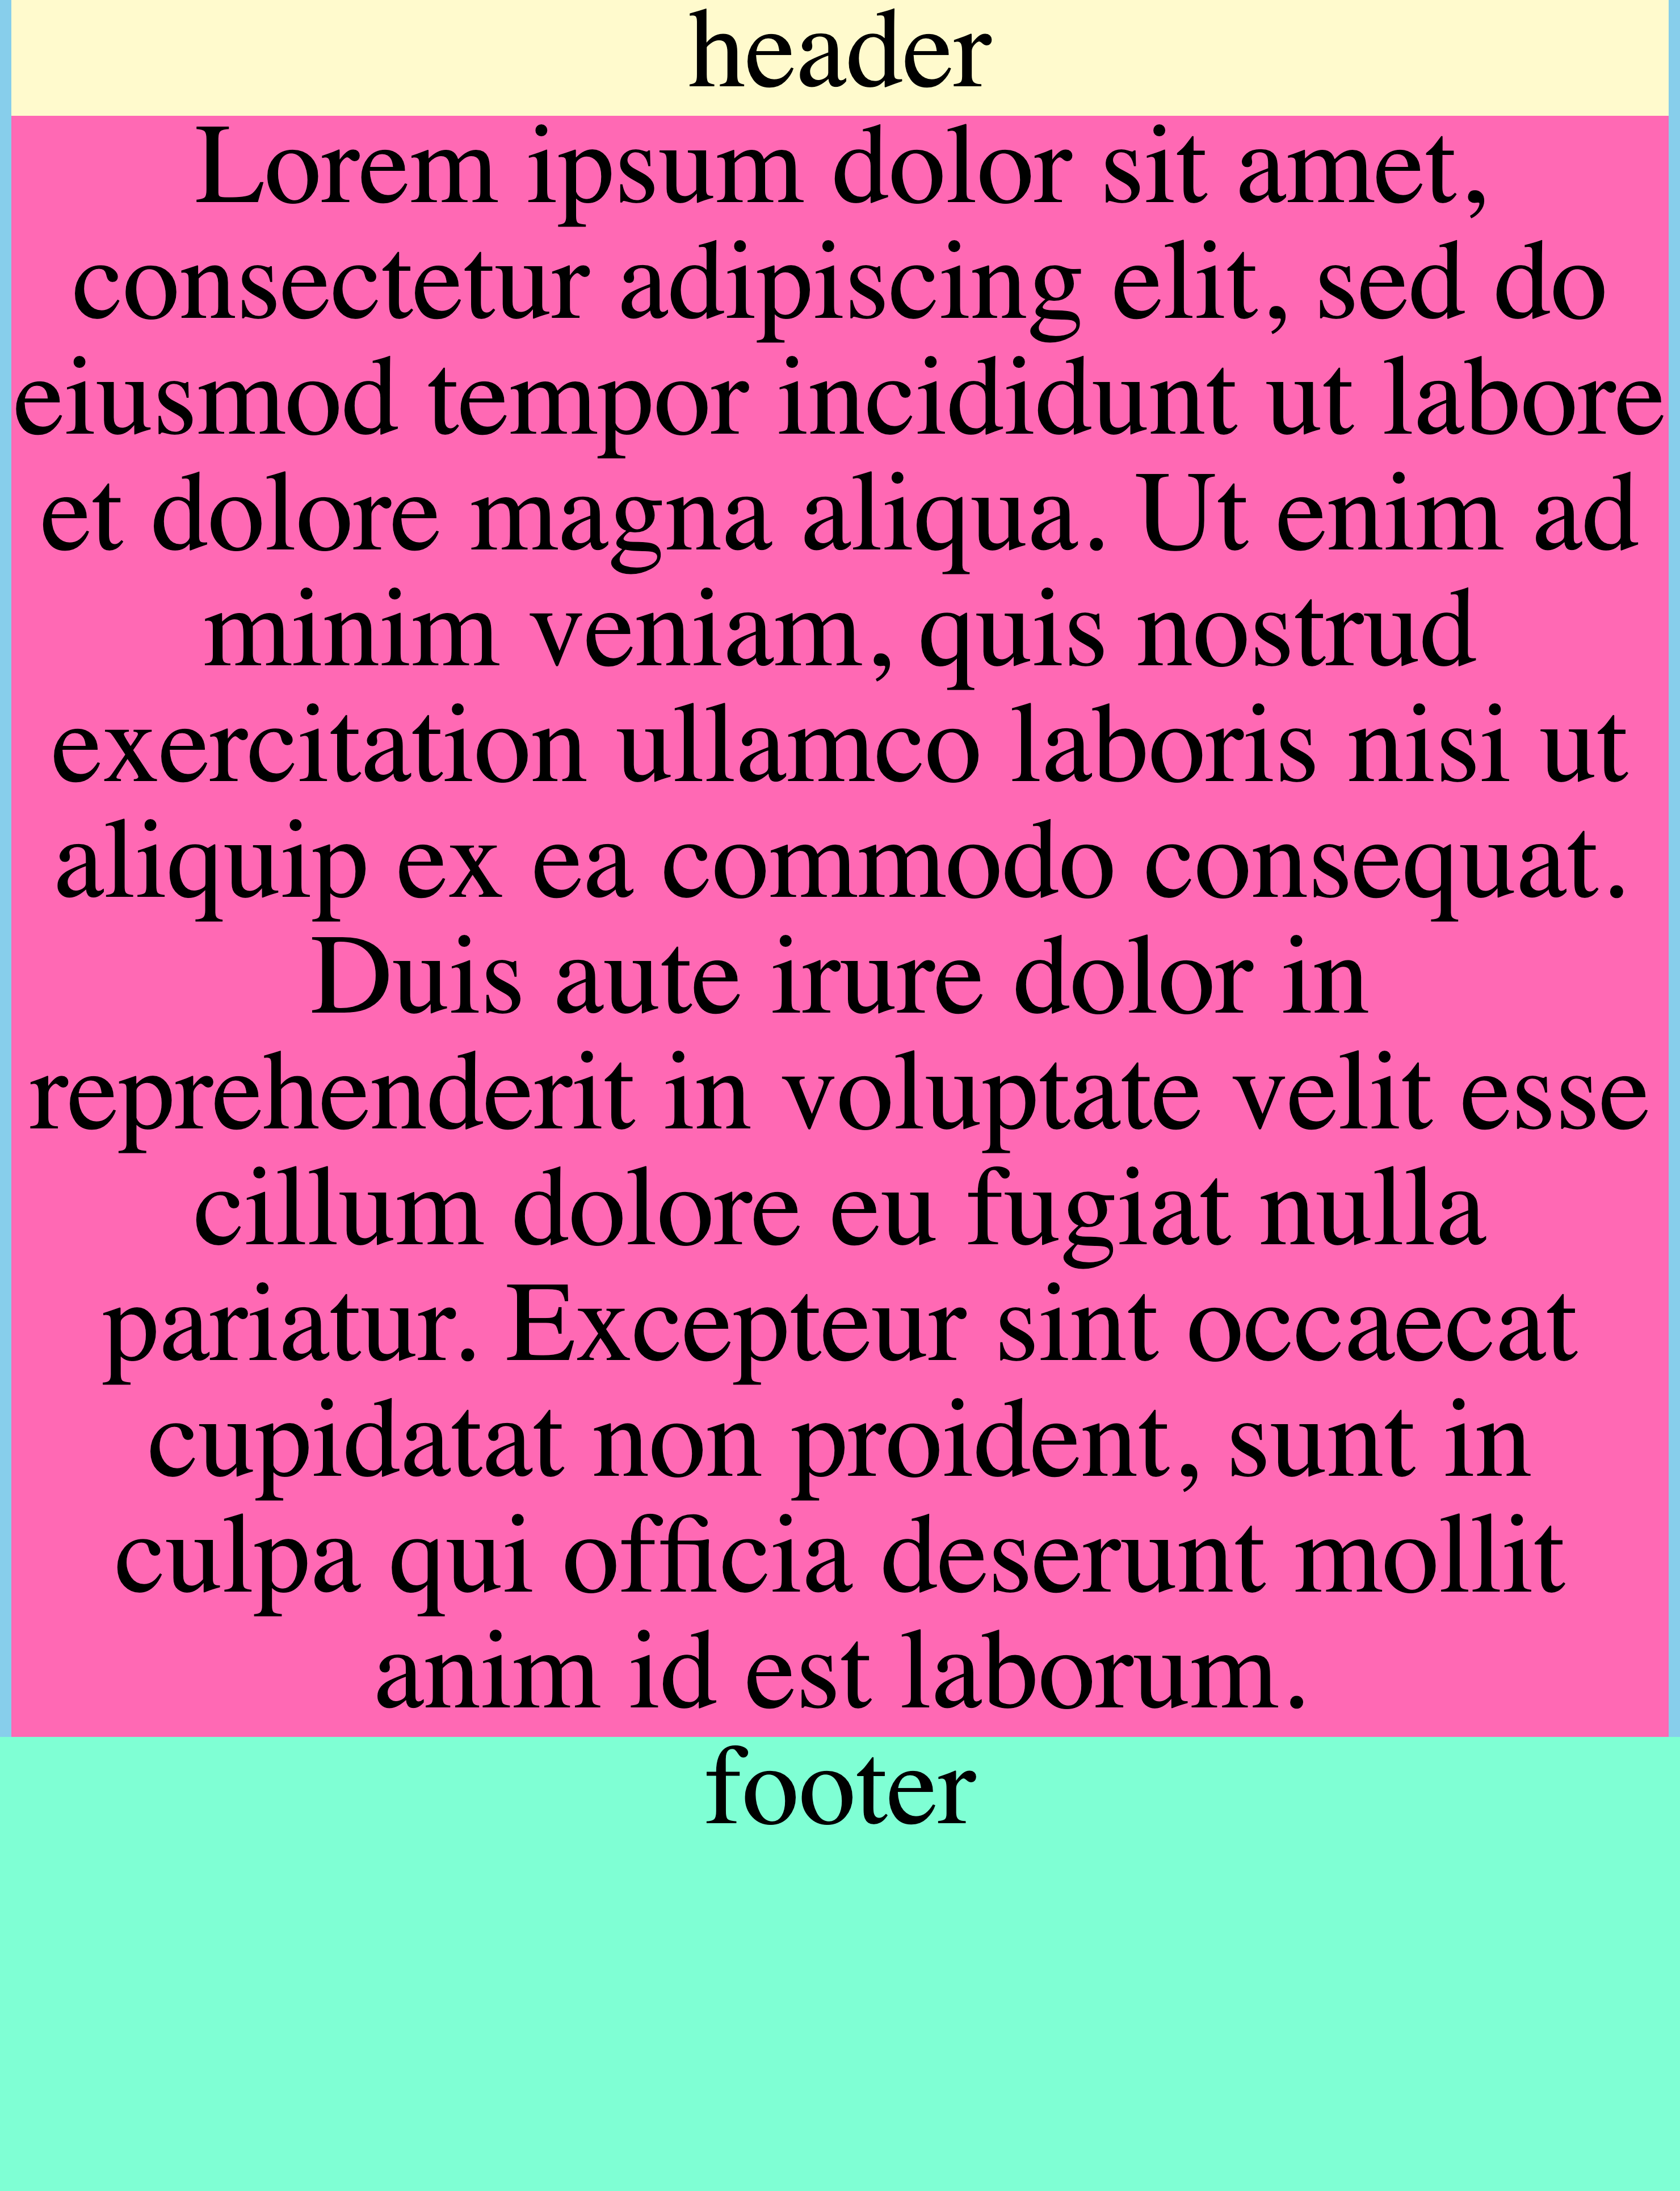 header
Lorem ipsum dolor sit amet,
consectetur adipiscing elit, sed do
eiusmod tempor incididunt ut labore
et dolore magna aliqua. Ut enim ad
minim veniam, quis nostrud
exercitation ullamco laboris nisi ut
aliquip ex ea commodo consequat.
Duis aute irure dolor in
reprehenderit in voluptate velit esse
cillum dolore eu fugiat nulla
pariatur. Excepteur sint occaecat
cupidatat non proident, sunt in
culpa qui officia deserunt mollit
anim id est laborum.
footer